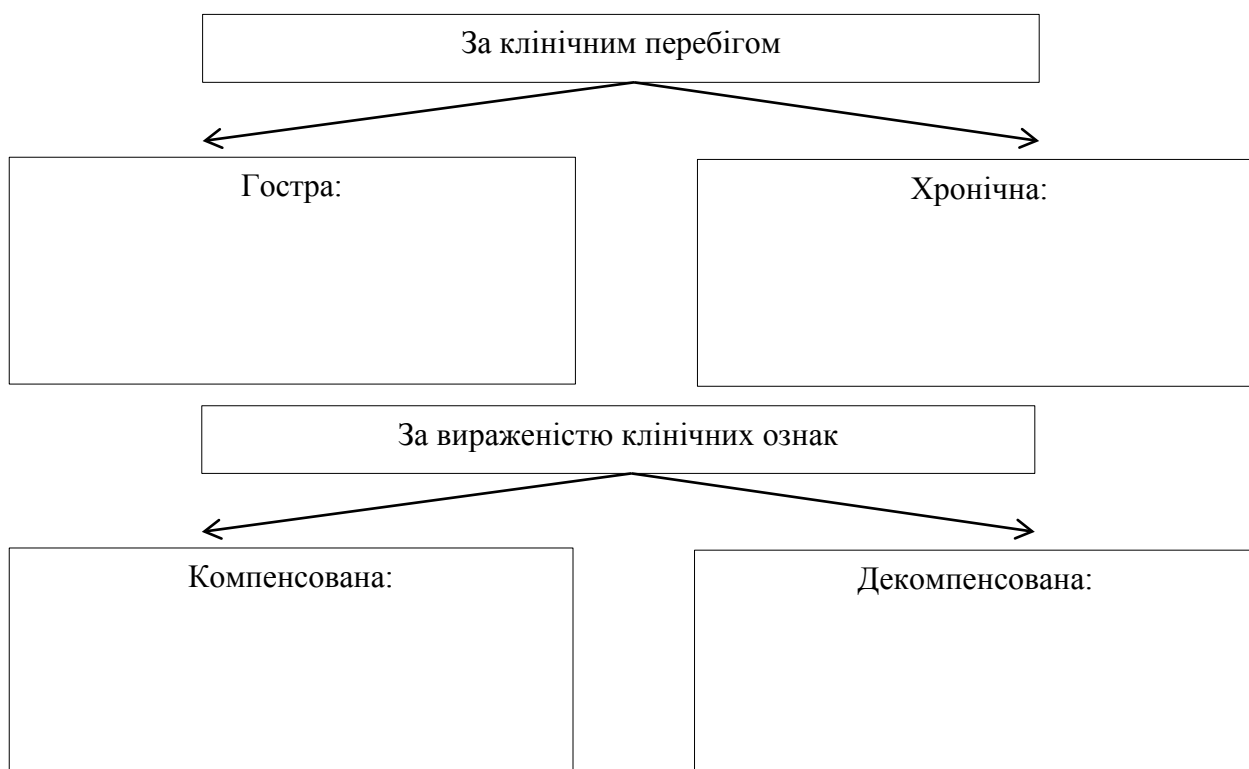 За клінічним перебігом
Гостра:
Хронічна:
За вираженістю клінічних ознак
Компенсована:
Декомпенсована: